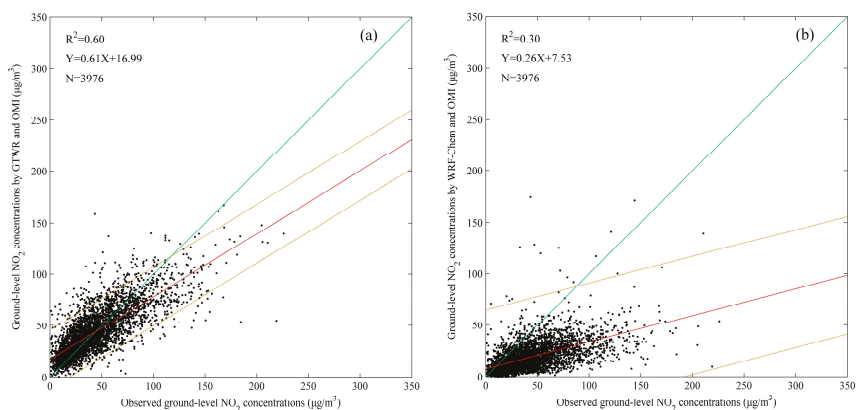 (a)
R²=0.60
Y=0.61X+16.99
N=3976
Ground-level NO₂ concentrations by GTWR and OMI (μg/m³)
350
300
250
200
150
100
50
0
0 50 100 150 200 250 300 350
Observed ground-level NO₂ concentrations (μg/m³)
(b)
R²=0.30
Y=0.26X+7.53
N=3976
Ground-level NO₂ concentrations by WRF-Chem and OMI (μg/m³)
350
300
250
200
150
100
50
0
0 50 100 150 200 250 300 350
Observed ground-level NO₂ concentrations (μg/m³)